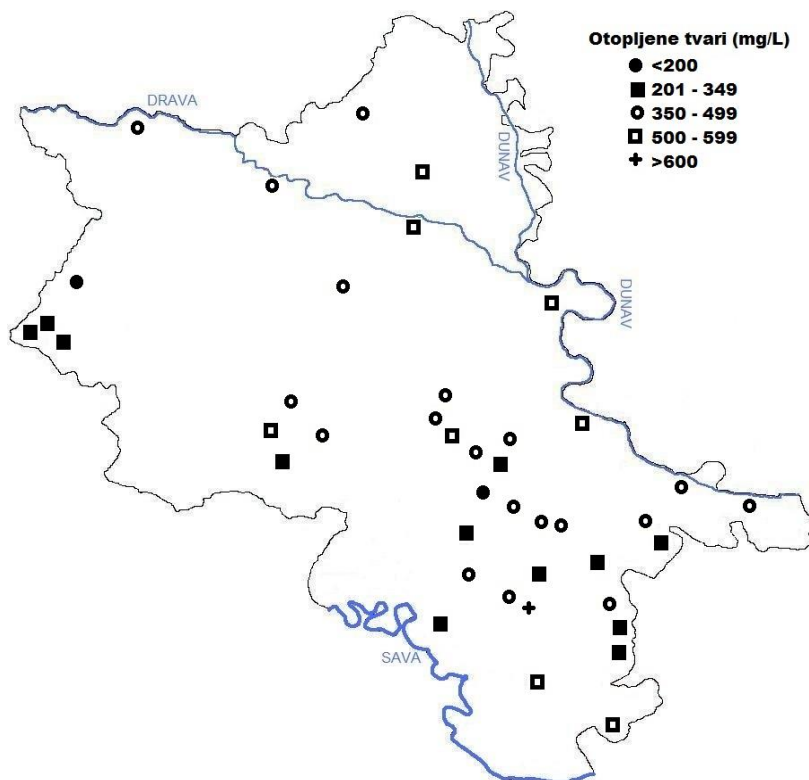 Otopljene tvari (mg/L)
<200
201 - 349
350 - 499
500 - 599
>600
DRAVA
DUNAV
DUNAV
SAVA